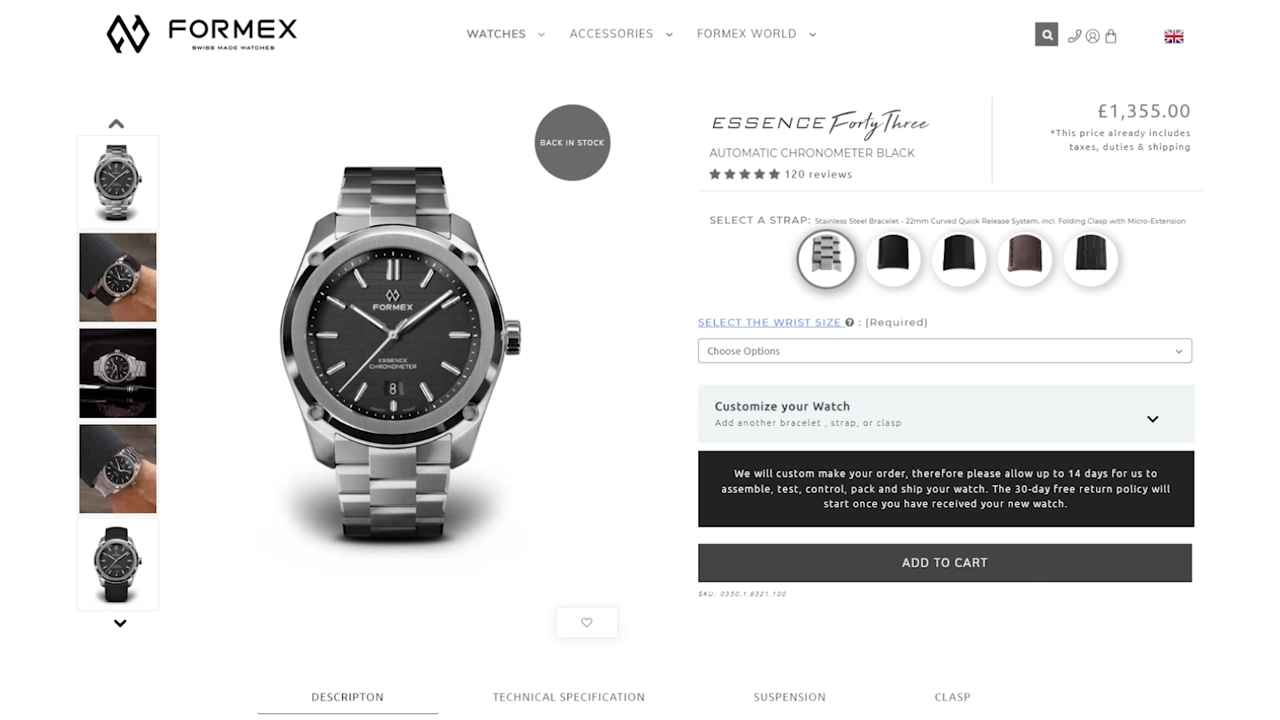 FORMEX
SWISS MADE WATCHES
WATCHES
ACCESSORIES
FORMEX WORLD
BACK IN STOCK
ESSENCE FortyThree
AUTOMATIC CHRONOMETER BLACK
120 reviews
£1,355.00
*This price already includes
taxes, duties & shipping
SELECT A STRAP: Stainless Steel Bracelet - 22mm Curved Quick Release System, incl. Folding Clasp with Micro-Extension
FORMEX
ESSENCE
CHRONOMETER
8
SELECT THE WRIST SIZE ? : (Required)
Choose Options
Customize your Watch
Add another bracelet , strap, or clasp
We will custom make your order, therefore please allow up to 14 days for us to
assemble, test, control, pack and ship your watch. The 30-day free return policy will
start once you have received your new watch.
ADD TO CART
SKU: 0330.1.6321.100
DESCRIPTON
TECHNICAL SPECIFICATION
SUSPENSION
CLASP